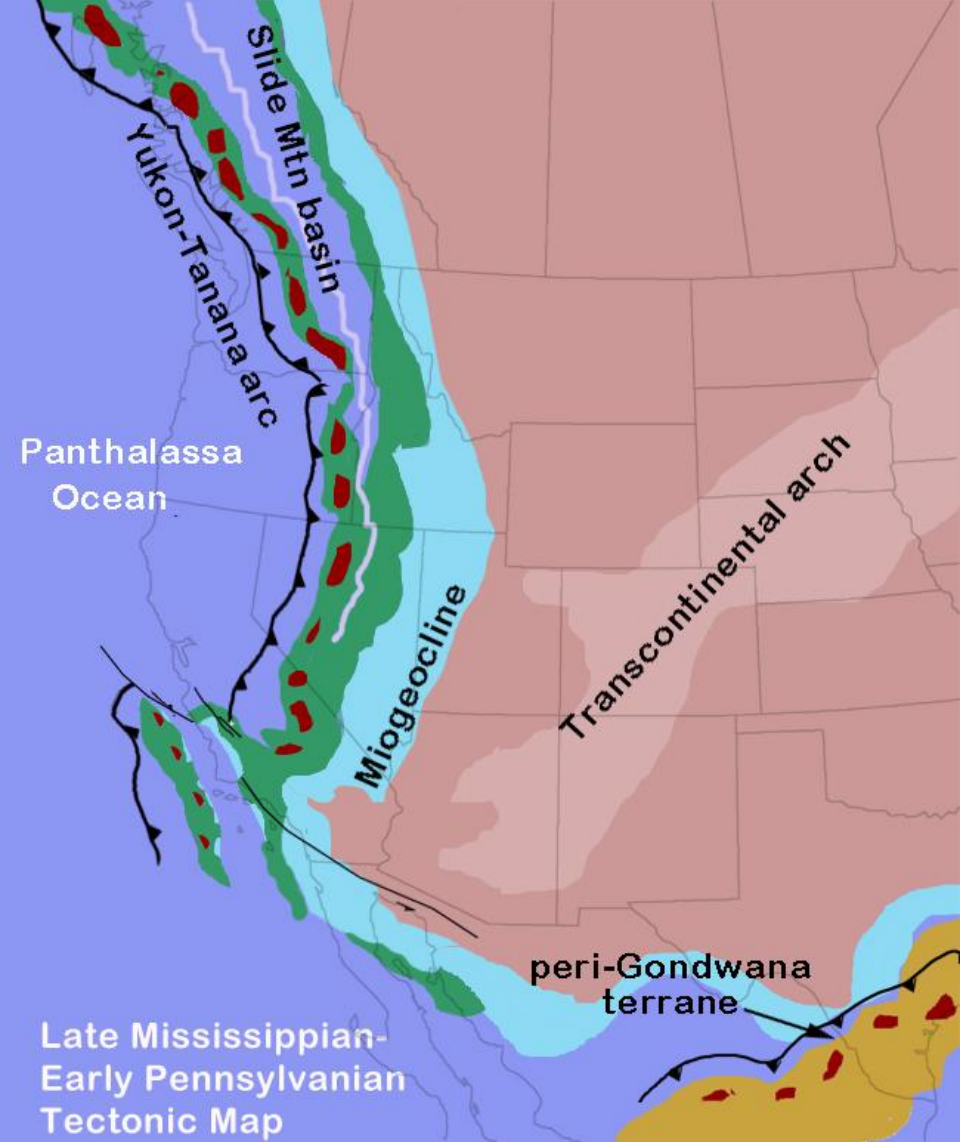 Slide Mtn basin
Yukon-Tanana arc
Panthalassa
Ocean
Transcontinental arch
Miogeocline
peri-Gondwana
terrane
Late Mississippian-
Early Pennsylvanian
Tectonic Map